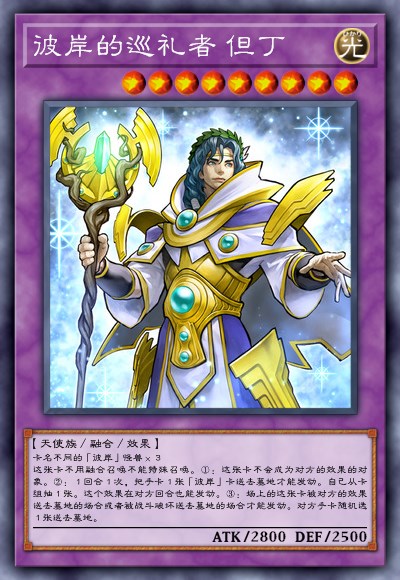 彼岸的巡礼者 但丁
ひかり
光
【天使族／融合／效果】
卡名不同的「彼岸」怪兽×3
这张卡不用融合召唤不能特殊召唤。①：这张卡不会成为对方的效果的对
象。②：1回合1次，把手卡1张「彼岸」卡送去墓地才能发动。自己从卡
组抽1张。这个效果在对方回合也能发动。③：场上的这张卡被对方的效果
送去墓地的场合或者被战斗破坏送去墓地的场合才能发动。对方手卡随机选
1张送去墓地。
ATK/2800 DEF/2500